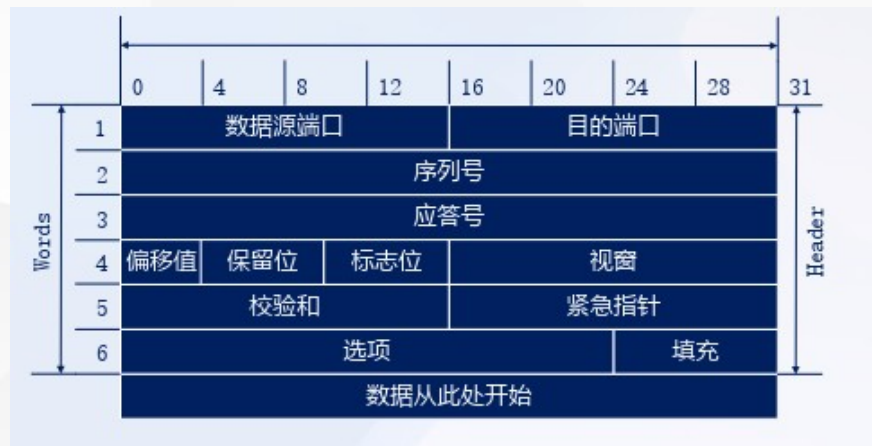 0 4 8 12 16 20 24 28 31
Words
Header
1 数据源端口 目的端口
2 序列号
3 应答号
4 偏移值 保留位 标志位 视窗
5 校验和 紧急指针
6 选项 填充
数据从此处开始